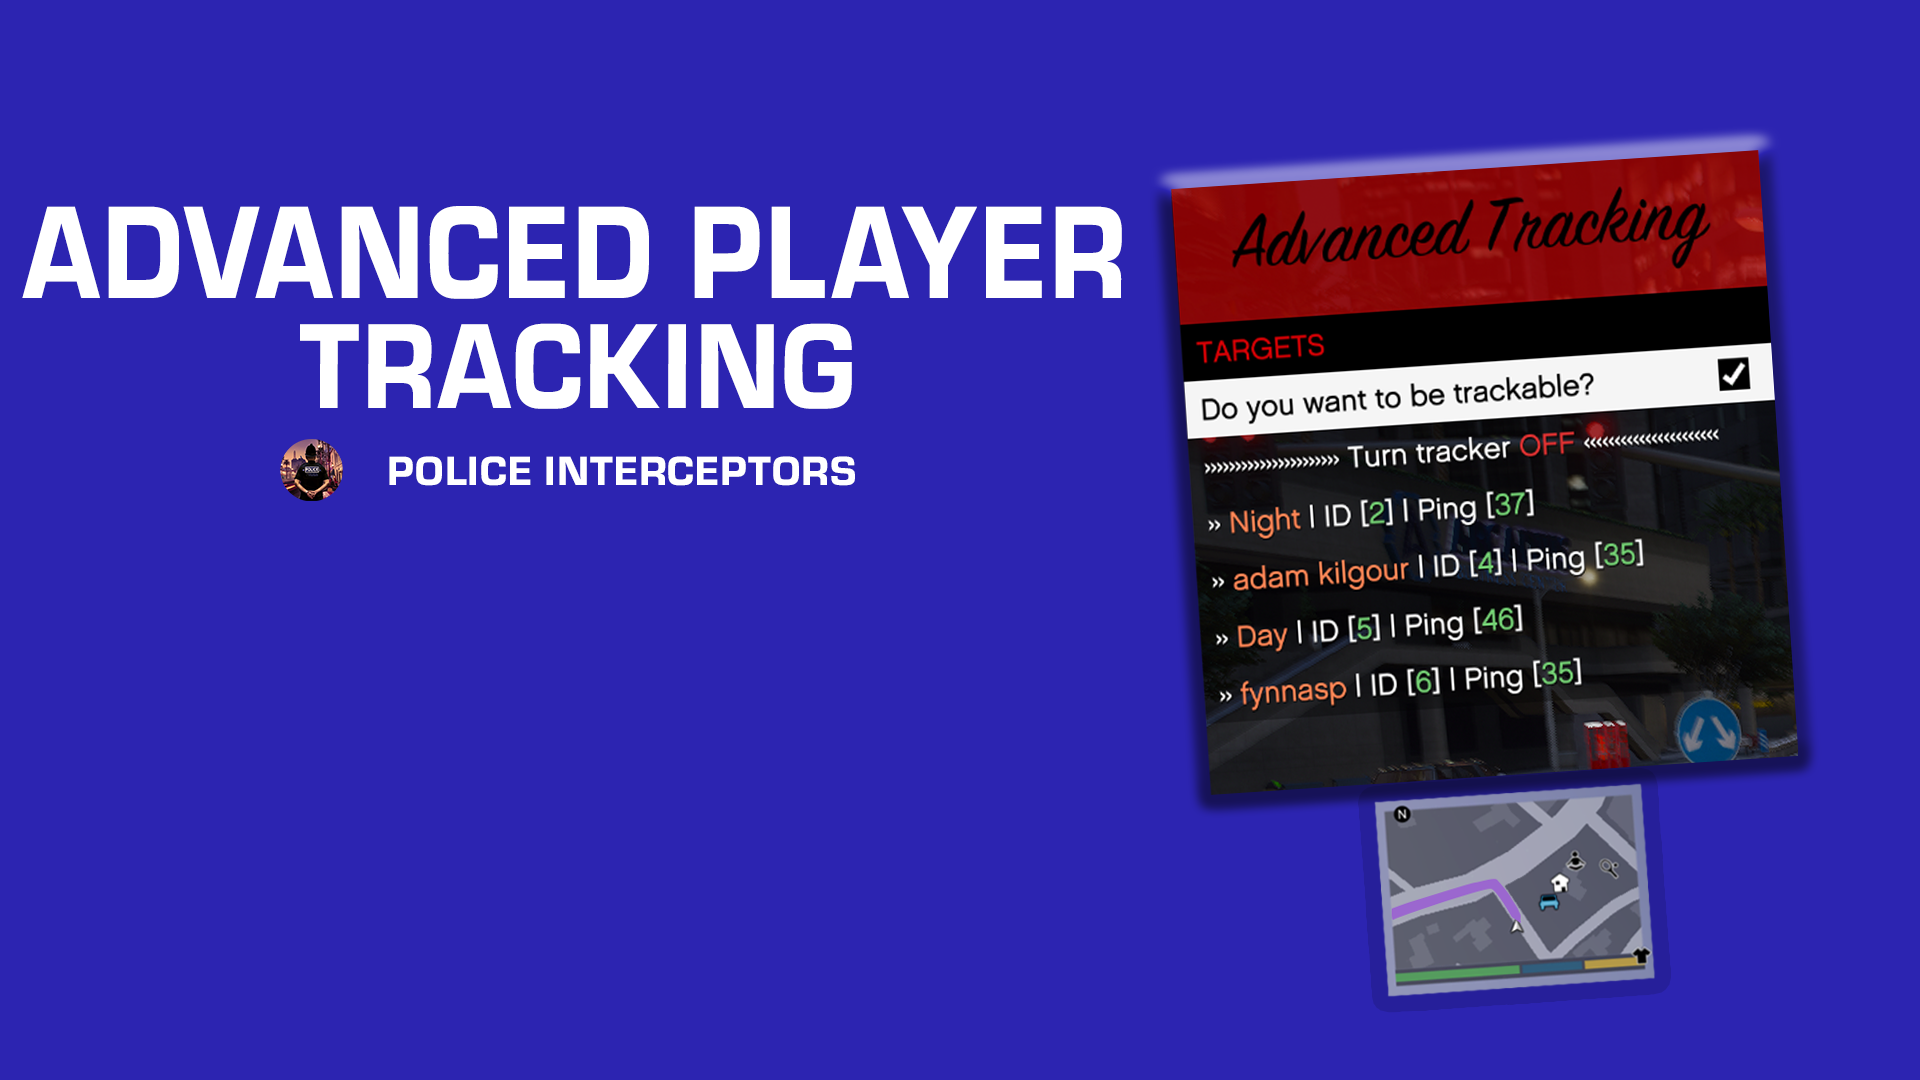 ADVANCED PLAYER
TRACKING
POLICE INTERCEPTORS
Advanced Tracking
TARGETS
Do you want to be trackable?
»»»»»»»»»»» Turn tracker OFF «««««««««««
» Night | ID [2] | Ping [37]
» adam kilgour | ID [4] | Ping [35]
» Day | ID [5] | Ping [46]
» fynnasp | ID [6] | Ping [35]
N